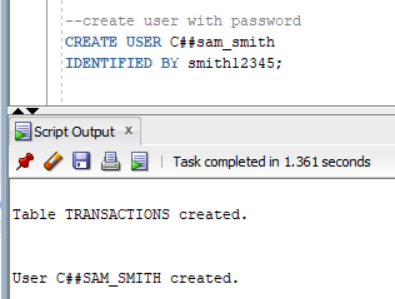 --create user with password
CREATE USER C##sam_smith
IDENTIFIED BY smith12345;
Script Output x
Task completed in 1.361 seconds
Table TRANSACTIONS created.
User C##SAM_SMITH created.